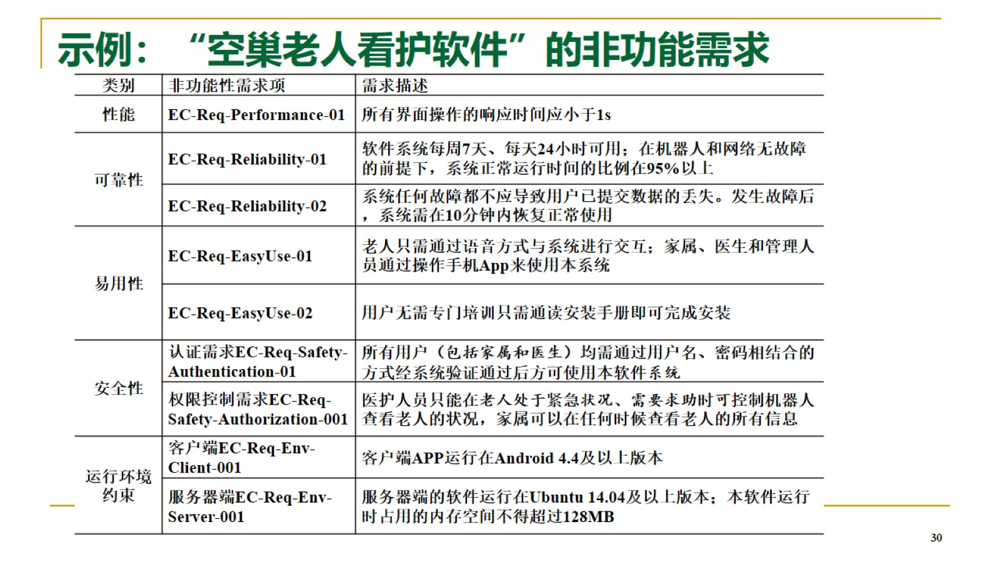 示例：“空巢老人看护软件”的非功能需求
类别 非功能性需求项 需求描述
性能 EC-Req-Performance-01 所有界面操作的响应时间应小于1s
可靠性
EC-Req-Reliability-01
软件系统每周7天、每天24小时可用；在机器人和网络无故障
的前提下，系统正常运行时间的比例在95%以上
EC-Req-Reliability-02
系统任何故障都不应导致用户已提交数据的丢失。发生故障后
，系统需在10分钟内恢复正常使用
易用性
EC-Req-EasyUse-01
老人只需通过语音方式与系统进行交互；家属、医生和管理人
员通过操作手机App来使用本系统
EC-Req-EasyUse-02
用户无需专门培训只需通读安装手册即可完成安装
安全性
认证需求EC-Req-Safety-
Authentication-01
所有用户（包括家属和医生）均需通过用户名、密码相结合的
方式经系统验证通过后方可使用本软件系统
权限控制需求EC-Req-
Safety-Authorization-001
医护人员只能在老人处于紧急状况、需要求助时可控制机器人
查看老人的状况，家属可以在任何时候查看老人的所有信息
运行环境
约束
客户端EC-Req-Env-
Client-001
客户端APP运行在Android 4.4及以上版本
服务器端EC-Req-Env-
Server-001
服务器端的软件运行在Ubuntu 14.04及以上版本；本软件运行
时占用的内存空间不得超过128MB
30